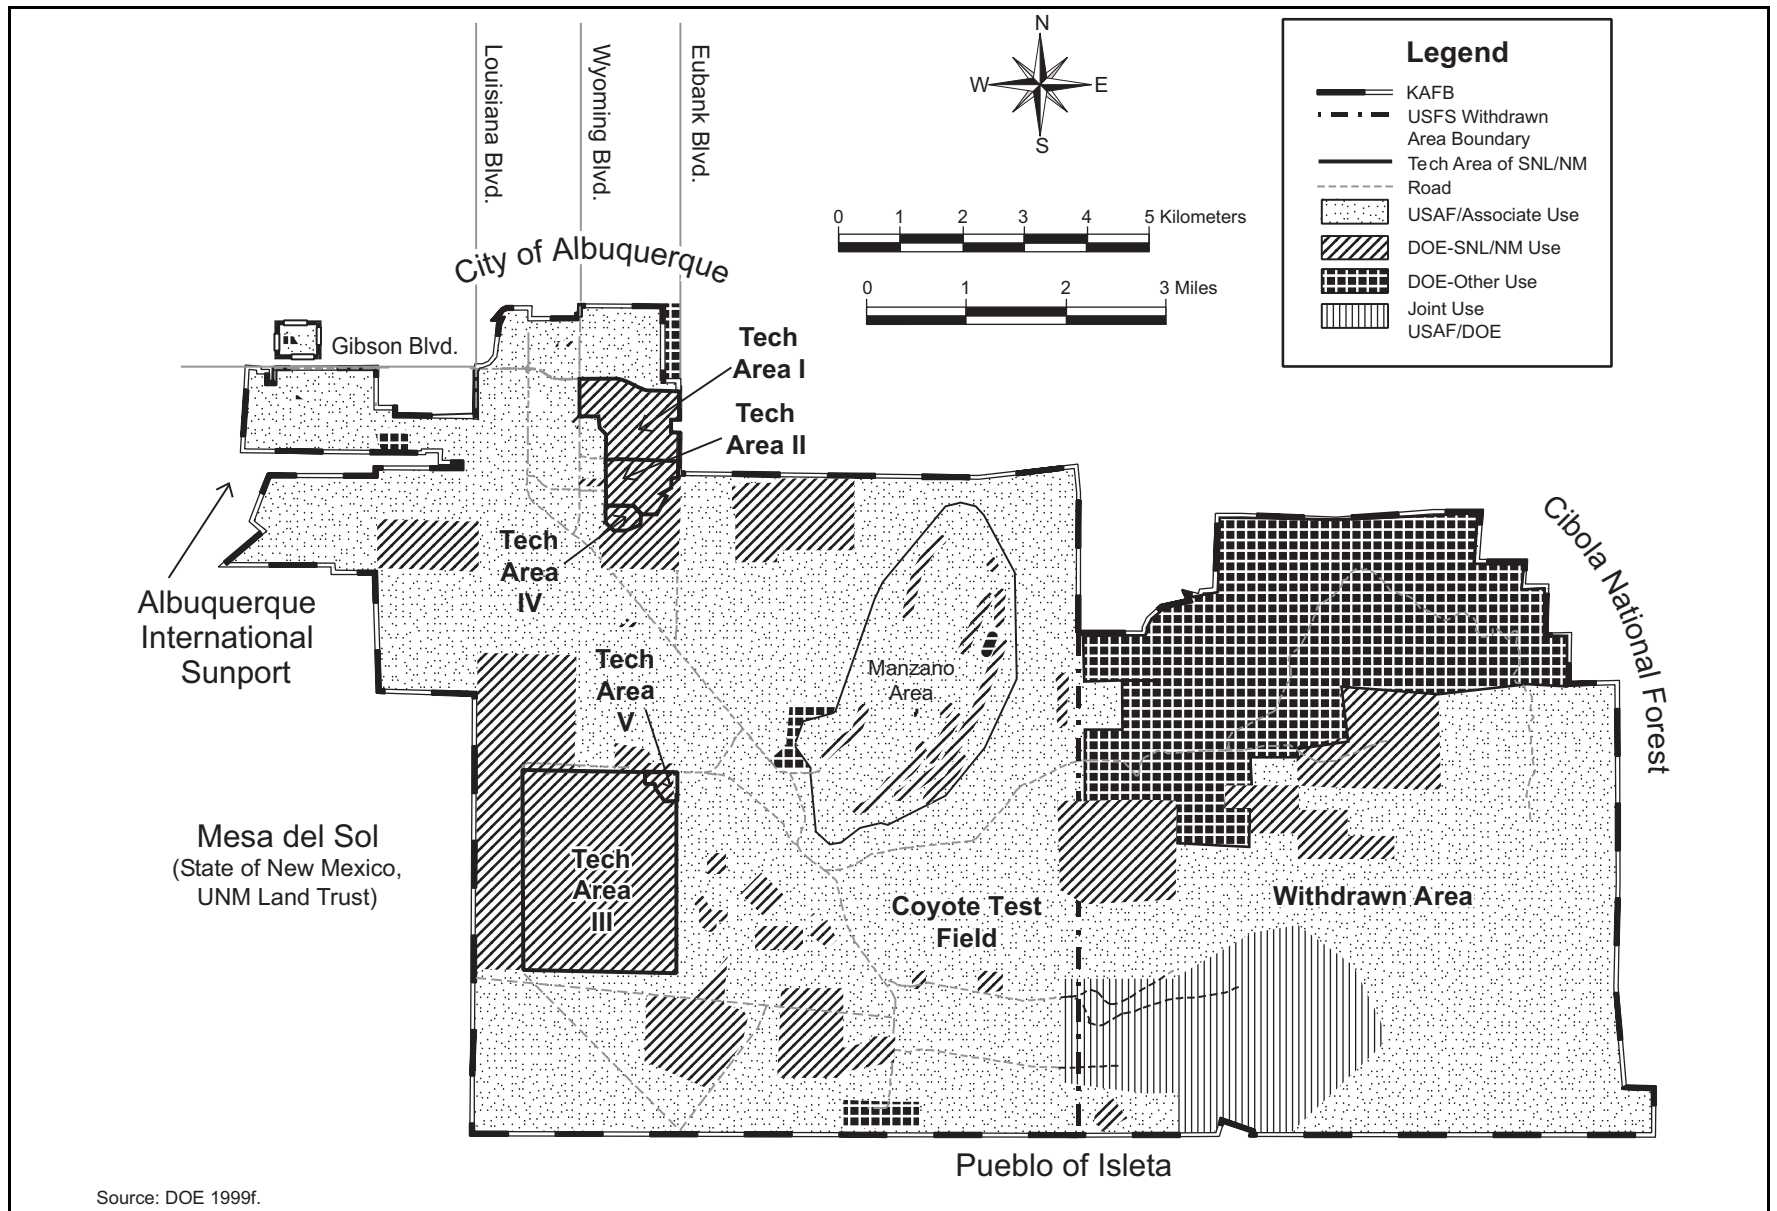 Louisiana Blvd.
Wyoming Blvd.
Eubank Blvd.
N
W
E
S
0 1 2 3 4 5 Kilometers
0 1 2 3 Miles
Legend
KAFB
USFS Withdrawn
Area Boundary
Tech Area of SNL/NM
Road
USAF/Associate Use
DOE-SNL/NM Use
DOE-Other Use
Joint Use
USAF/DOE
City of Albuquerque
Gibson Blvd.
Tech
Area I
Tech
Area II
Tech
Area
IV
Albuquerque
International
Sunport
Tech
Area
V
Manzano
Area
Cibola National Forest
Mesa del Sol
(State of New Mexico,
UNM Land Trust)
Tech
Area
III
Coyote Test
Field
Withdrawn Area
Pueblo of Isleta
Source: DOE 1999f.